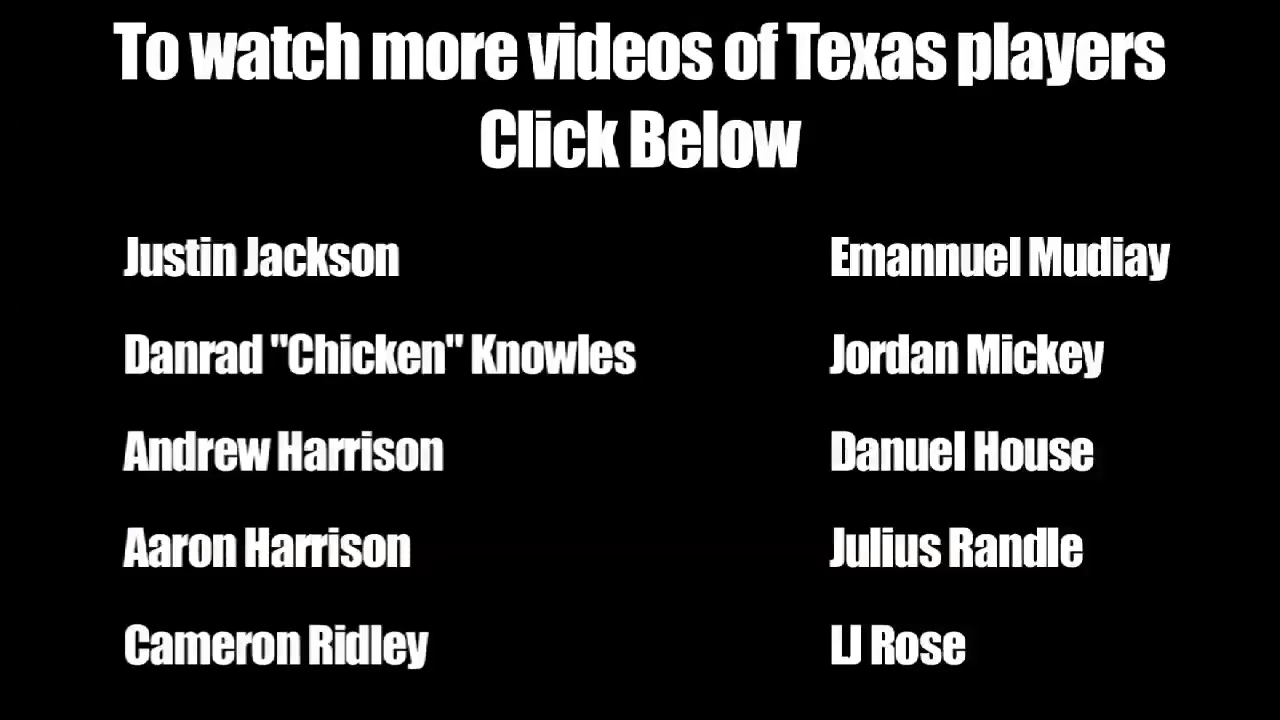 To watch more videos of Texas players
Click Below
Justin Jackson
Danrad "Chicken" Knowles
Andrew Harrison
Aaron Harrison
Cameron Ridley
Emannuel Mudiay
Jordan Mickey
Danuel House
Julius Randle
LJ Rose